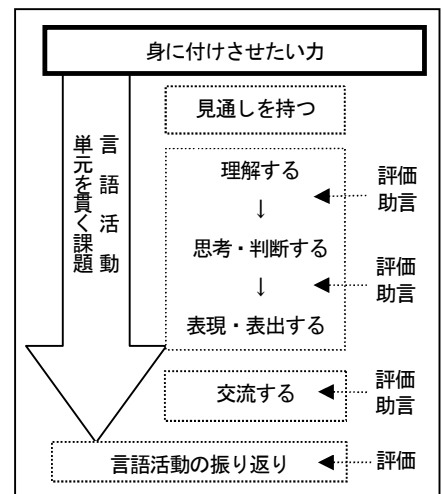 身に付けさせたい力
見通しを持つ
言語活動
単元を貫く課題
理解する
評価
助言
↓
思考・判断する
評価
助言
↓
表現・表出する
交流する
評価
助言
言語活動の振り返り
評価